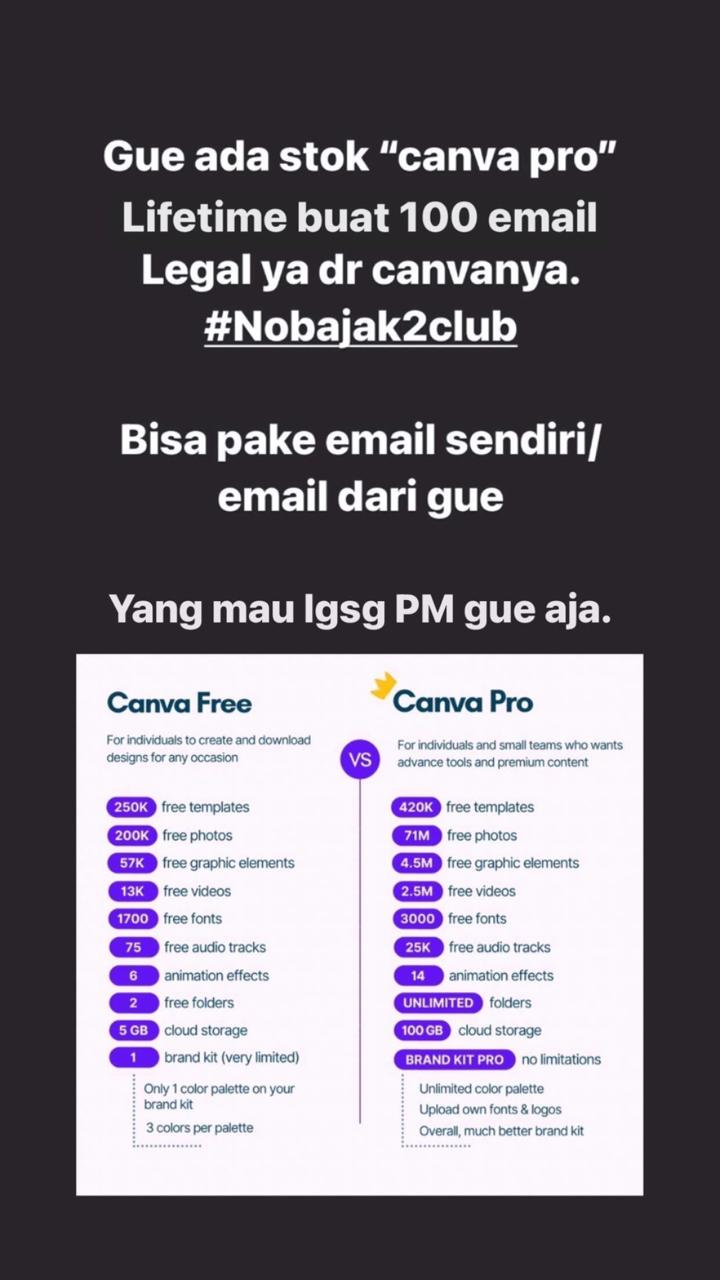 Gue ada stok “canva pro”
Lifetime buat 100 email
Legal ya dr canvanya.
#Nobajak2club
Bisa pake email sendiri/
email dari gue
Yang mau lgsg PM gue aja.
Canva Free
For individuals to create and download
designs for any occasion
250K free templates
200K free photos
57K free graphic elements
13K free videos
1700 free fonts
75 free audio tracks
6 animation effects
2 free folders
5 GB cloud storage
1 brand kit (very limited)
Only 1 color palette on your
brand kit
3 colors per palette
VS
Canva Pro
For individuals and small teams who wants
advance tools and premium content
420K free templates
71M free photos
4.5M free graphic elements
2.5M free videos
3000 free fonts
25K free audio tracks
14 animation effects
UNLIMITED folders
100 GB cloud storage
BRAND KIT PRO no limitations
Unlimited color palette
Upload own fonts & logos
Overall, much better brand kit